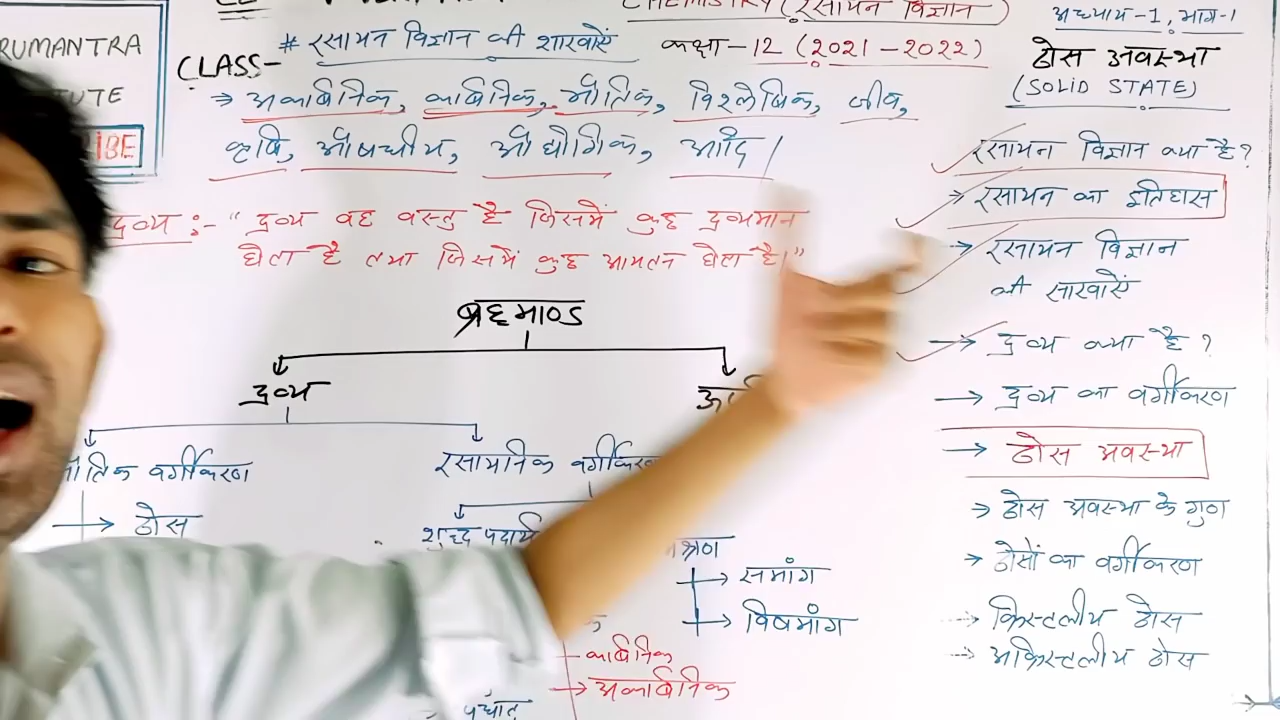 CHEMISTRY (रसायन विज्ञान)
अध्याय-1, भाग-1
RUMANTRA
TUTE
IBE
CLASS-
# रसायन विज्ञान की शाखाएँ
कक्षा-12 (2021-2022)
ठोस अवस्था
(SOLID STATE)
→ अकार्बनिक, कार्बनिक, भौतिक, विश्लेषिक, जीव,
कृषि, औषधीय, औद्योगिक, आदि /
द्रव्य :- “द्रव्य वह वस्तु है जिसमें कुछ द्रव्यमान
होता है तथा जिसमें कुछ आयतन होता है।”
ब्रह्माण्ड
द्रव्य
भौतिक वर्गीकरण
→ ठोस
रसायनिक वर्गीकरण
शुद्ध पदार्थ
→ समांग
→ विषमांग
कार्बनिक
→ अकार्बनिक
रसायन विज्ञान क्या है?
→ रसायन का इतिहास
→ रसायन विज्ञान
की साखाएँ
→ द्रव्य क्या है?
→ द्रव्य का वर्गीकरण
→ ठोस अवस्था
→ ठोस अवस्था के गुण
→ ठोसों का वर्गीकरण
→ क्रिस्टलीय ठोस
→ अक्रिस्टलीय ठोस